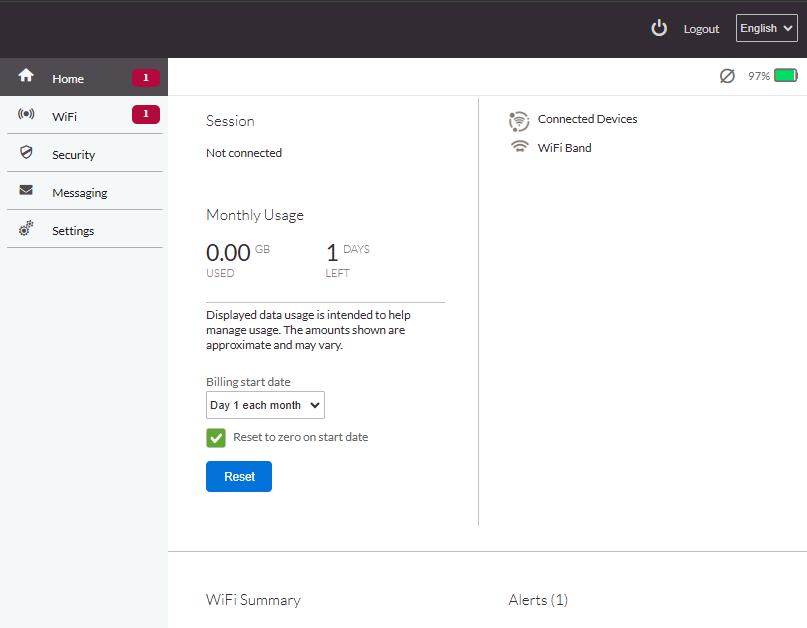 Logout
English
Home
1
97%
WiFi
1
Security
Messaging
Settings
Session
Not connected
Monthly Usage
0.00 GB
USED
1 DAYS
LEFT
Displayed data usage is intended to help
manage usage. The amounts shown are
approximate and may vary.
Billing start date
Day 1 each month
Reset to zero on start date
Reset
Connected Devices
WiFi Band
WiFi Summary
Alerts (1)